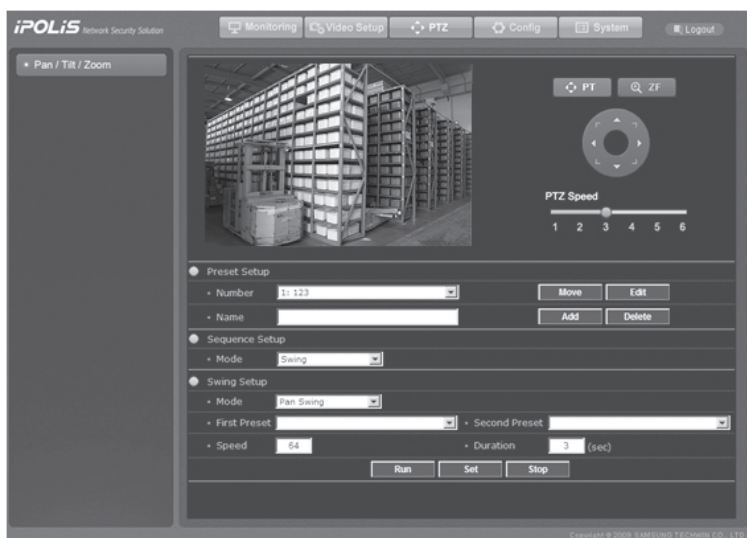 iPOLiS Network Security Solution
Monitoring Video Setup PTZ Config System Logout
Pan / Tilt / Zoom
PT ZF
PTZ Speed
1 2 3 4 5 6
Preset Setup
Number 1: 123 Move Edit
Name Add Delete
Sequence Setup
Mode Swing
Swing Setup
Mode Pan Swing
First Preset Second Preset
Speed 64 Duration 3 (sec)
Run Set Stop
Copyright © 2009 SAMSUNG TECHWIN CO., LTD